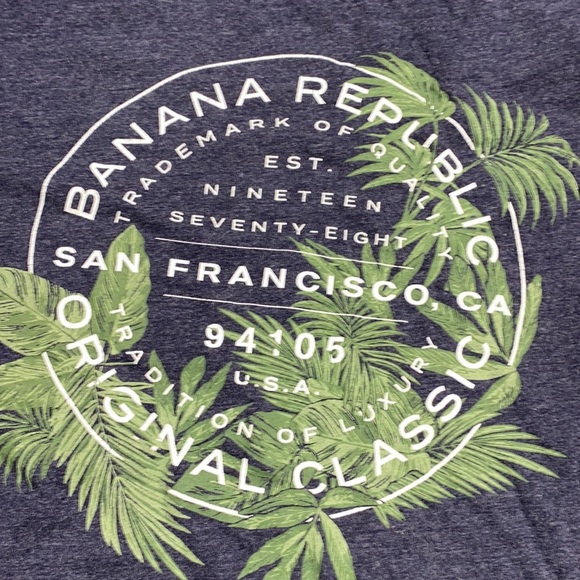 BANANA REPUBLIC
TRADEMARK OF QUALITY
EST.
NINETEEN
SEVENTY-EIGHT
SAN FRANCISCO, CA
94105
U.S.A.
TRADITION OF LUXURY
ORIGINAL CLASSIC